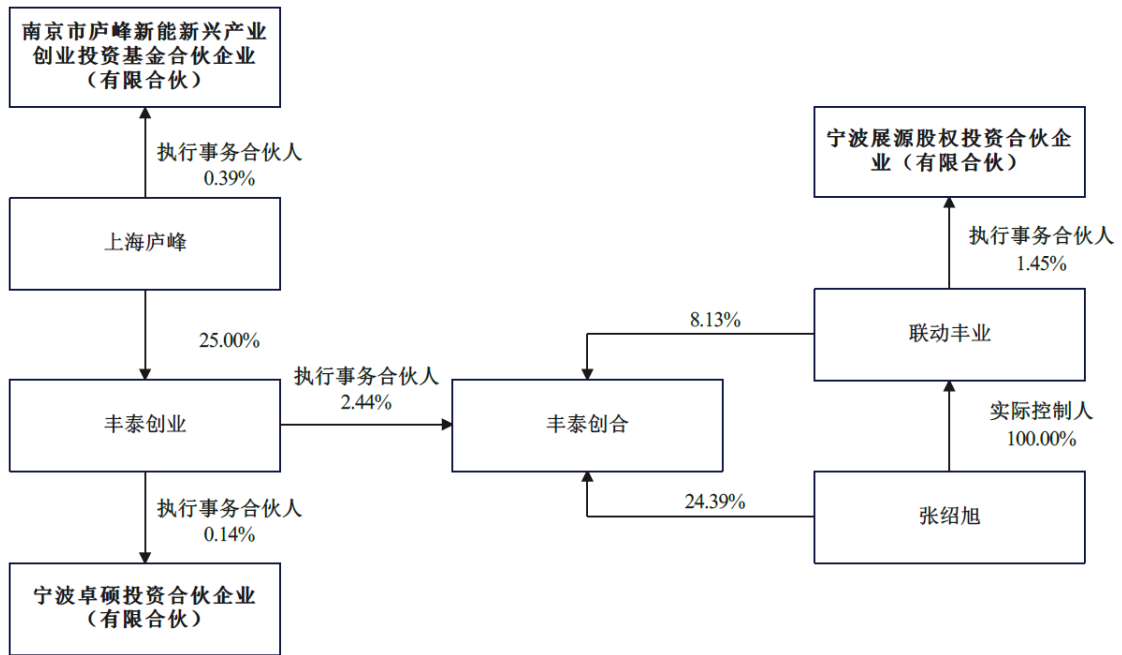 南京市庐峰新能新兴产业
创业投资基金合伙企业
（有限合伙）
执行事务合伙人
0.39%
上海庐峰
25.00%
丰泰创业
执行事务合伙人
2.44%
丰泰创合
执行事务合伙人
0.14%
宁波卓硕投资合伙企业
（有限合伙）
宁波展源股权投资合伙企
业（有限合伙）
执行事务合伙人
1.45%
联动丰业
8.13%
实际控制人
100.00%
张绍旭
24.39%